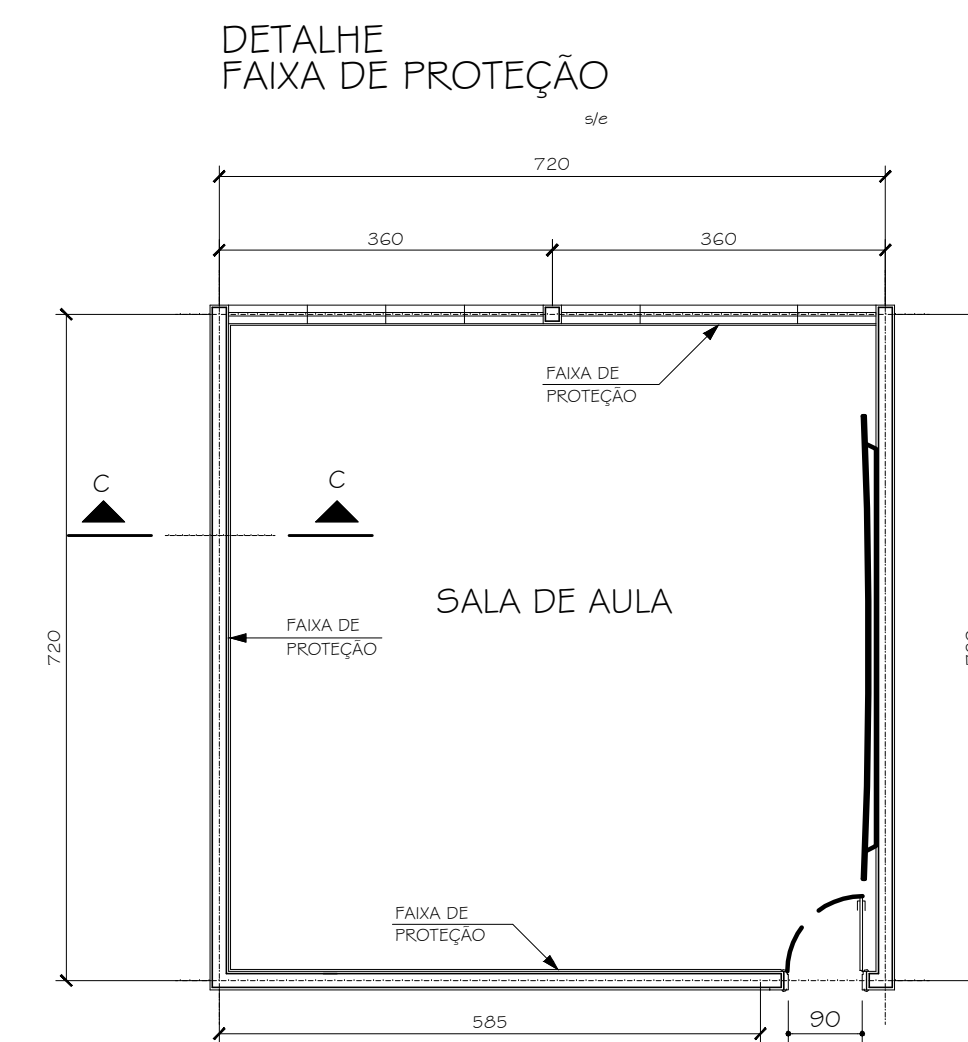 DETALHE
FAIXA DE PROTEÇÃO
s/e
720
360
360
FAIXA DE
PROTEÇÃO
C
C
SALA DE AULA
FAIXA DE
PROTEÇÃO
720
FAIXA DE
PROTEÇÃO
585
90